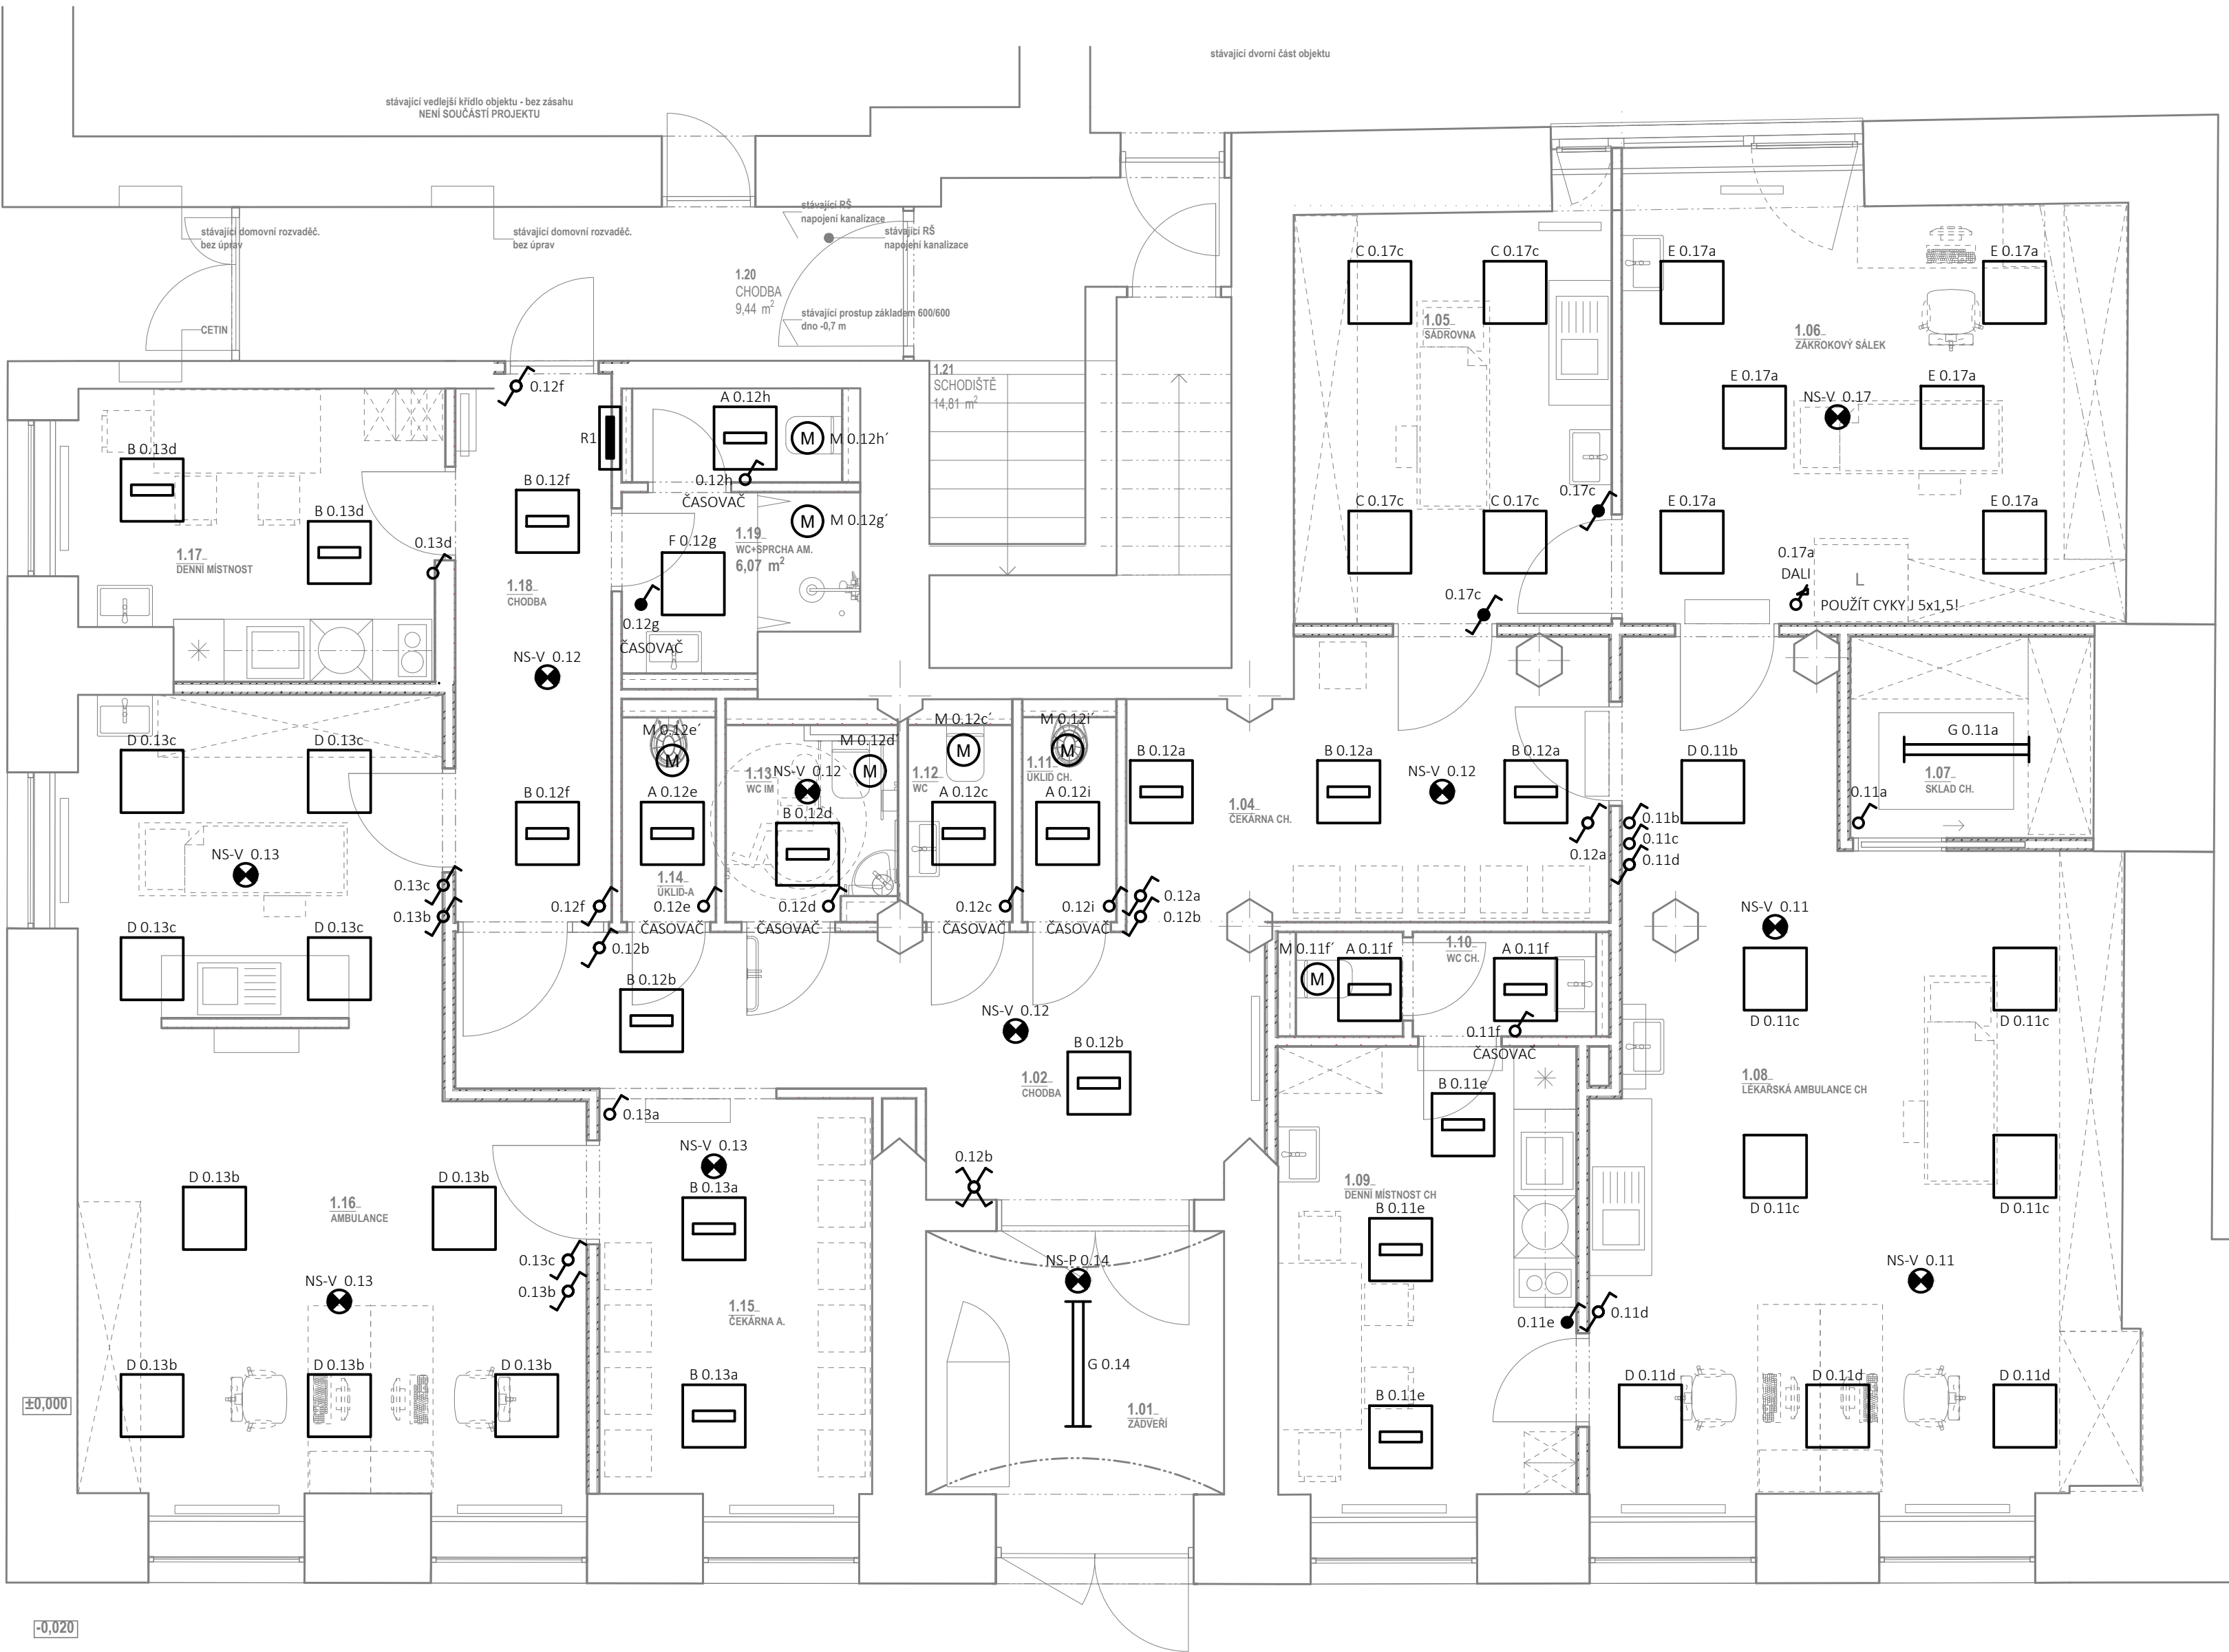 stávající dvorní část objektu
stávající vedlejší křídlo objektu - bez zásahu
NENÍ SOUČÁSTÍ PROJEKTU
stávající domovní rozvaděč.
bez úprav
stávající domovní rozvaděč.
bez úprav
stávající RŠ
napojení kanalizace
stávající RŠ
napojení kanalizace
1.20
CHODBA
9,44 m²
stávající prostup základem 600/600
dno -0,7 m
CETIN
1.21
SCHODIŠTĚ
14,81 m²
C 0.17c
C 0.17c
E 0.17a
E 0.17a
1.05
SÁDROVNA
1.06
ZÁKROKOVÝ SÁLEK
E 0.17a
E 0.17a
NS-V 0.17
0.12f
A 0.12h
R1
M
M 0.12h´
B 0.13d
B 0.12f
0.12h
ČASOVAČ
0.17c
C 0.17c
C 0.17c
E 0.17a
E 0.17a
B 0.13d
0.13d
1.17
DENNÍ MÍSTNOST
M
M 0.12g´
F 0.12g
1.19
WC+SPRCHA AM.
6,07 m²
1.18
CHODBA
0.17a
DALI
L
POUŽÍT CYKY J 5x1,5!
0.17c
0.12g
ČASOVAČ
NS-V 0.12
D 0.13c
D 0.13c
M 0.12e´
M
M 0.12d´
M
M 0.12c´
M
M 0.12i´
M
B 0.12a
B 0.12a
NS-V 0.12
B 0.12a
D 0.11b
G 0.11a
1.07
SKLAD CH.
0.11a
1.13
WC IM
NS-V 0.12
1.12
WC
1.11
ÚKLID CH.
1.04
ČEKÁRNA CH.
B 0.12f
A 0.12e
B 0.12d
A 0.12c
A 0.12i
0.11b
0.11c
0.11d
0.12a
NS-V 0.13
0.13c
0.13b
1.14
ÚKLID-A
0.12f
0.12e
0.12d
0.12c
0.12i
0.12a
0.12b
ČASOVAČ
ČASOVAČ
ČASOVAČ
ČASOVAČ
NS-V 0.11
D 0.13c
D 0.13c
0.12b
B 0.12b
NS-V 0.12
M 0.11f´
M
A 0.11f
1.10
WC CH.
A 0.11f
0.11f
ČASOVAČ
D 0.11c
D 0.11c
B 0.12b
1.02
CHODBA
B 0.11e
1.08
LÉKAŘSKÁ AMBULANCE CH
0.13a
NS-V 0.13
0.12b
D 0.13b
D 0.13b
B 0.13a
1.16
AMBULANCE
1.09
DENNÍ MÍSTNOST CH
B 0.11e
D 0.11c
D 0.11c
0.13c
0.13b
NS-V 0.13
NS-P 0.14
NS-V 0.11
1.15
ČEKÁRNA A.
0.11e
0.11d
G 0.14
D 0.13b
D 0.13b
D 0.13b
B 0.13a
B 0.11e
D 0.11d
D 0.11d
D 0.11d
1.01
ZÁDVEŘÍ
±0,000
-0,020